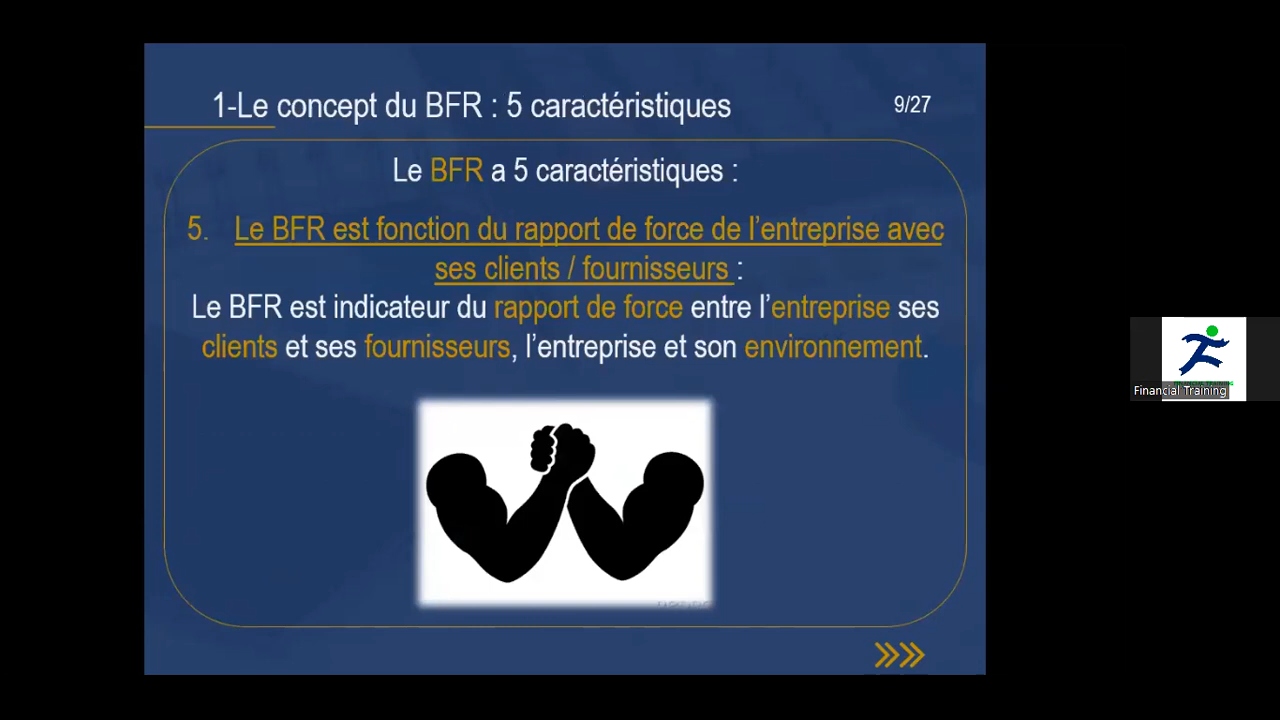 1-Le concept du BFR : 5 caractéristiques
9/27
Le BFR a 5 caractéristiques :
5. Le BFR est fonction du rapport de force de l’entreprise avec
ses clients / fournisseurs :
Le BFR est indicateur du rapport de force entre l’entreprise ses
clients et ses fournisseurs, l’entreprise et son environnement.
Financial Training